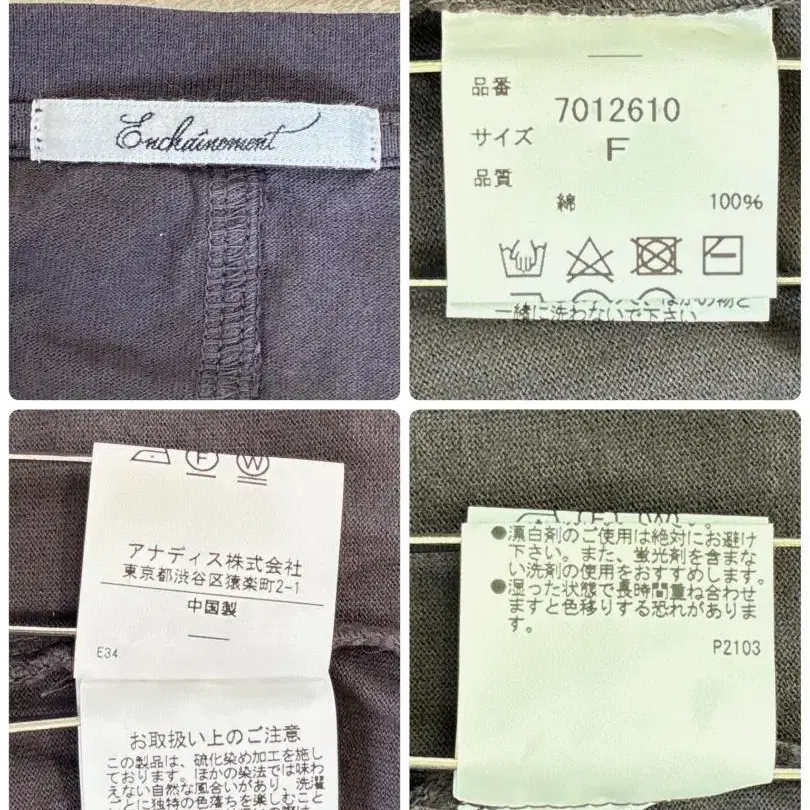 Enchaînement
品番
7012610
サイズ
F
品質
綿 100%
一緒に洗わないで下さい
F W
アナディス株式会社
東京都渋谷区猿楽町2-1
中国製
E34
お取扱い上のご注意
この製品は、硫化染め加工を施し
ております。ほかの染法では味わ
えない自然な風合いがあり、洗濯
ごとに独特の色落ちを楽しむこと
●漂白剤のご使用は絶対にお避け
下さい。また、蛍光剤を含まな
い洗剤の使用をおすすめします。
●湿った状態で長時間重ね合わせ
ますと色移りする恐れがありま
す。
P2103